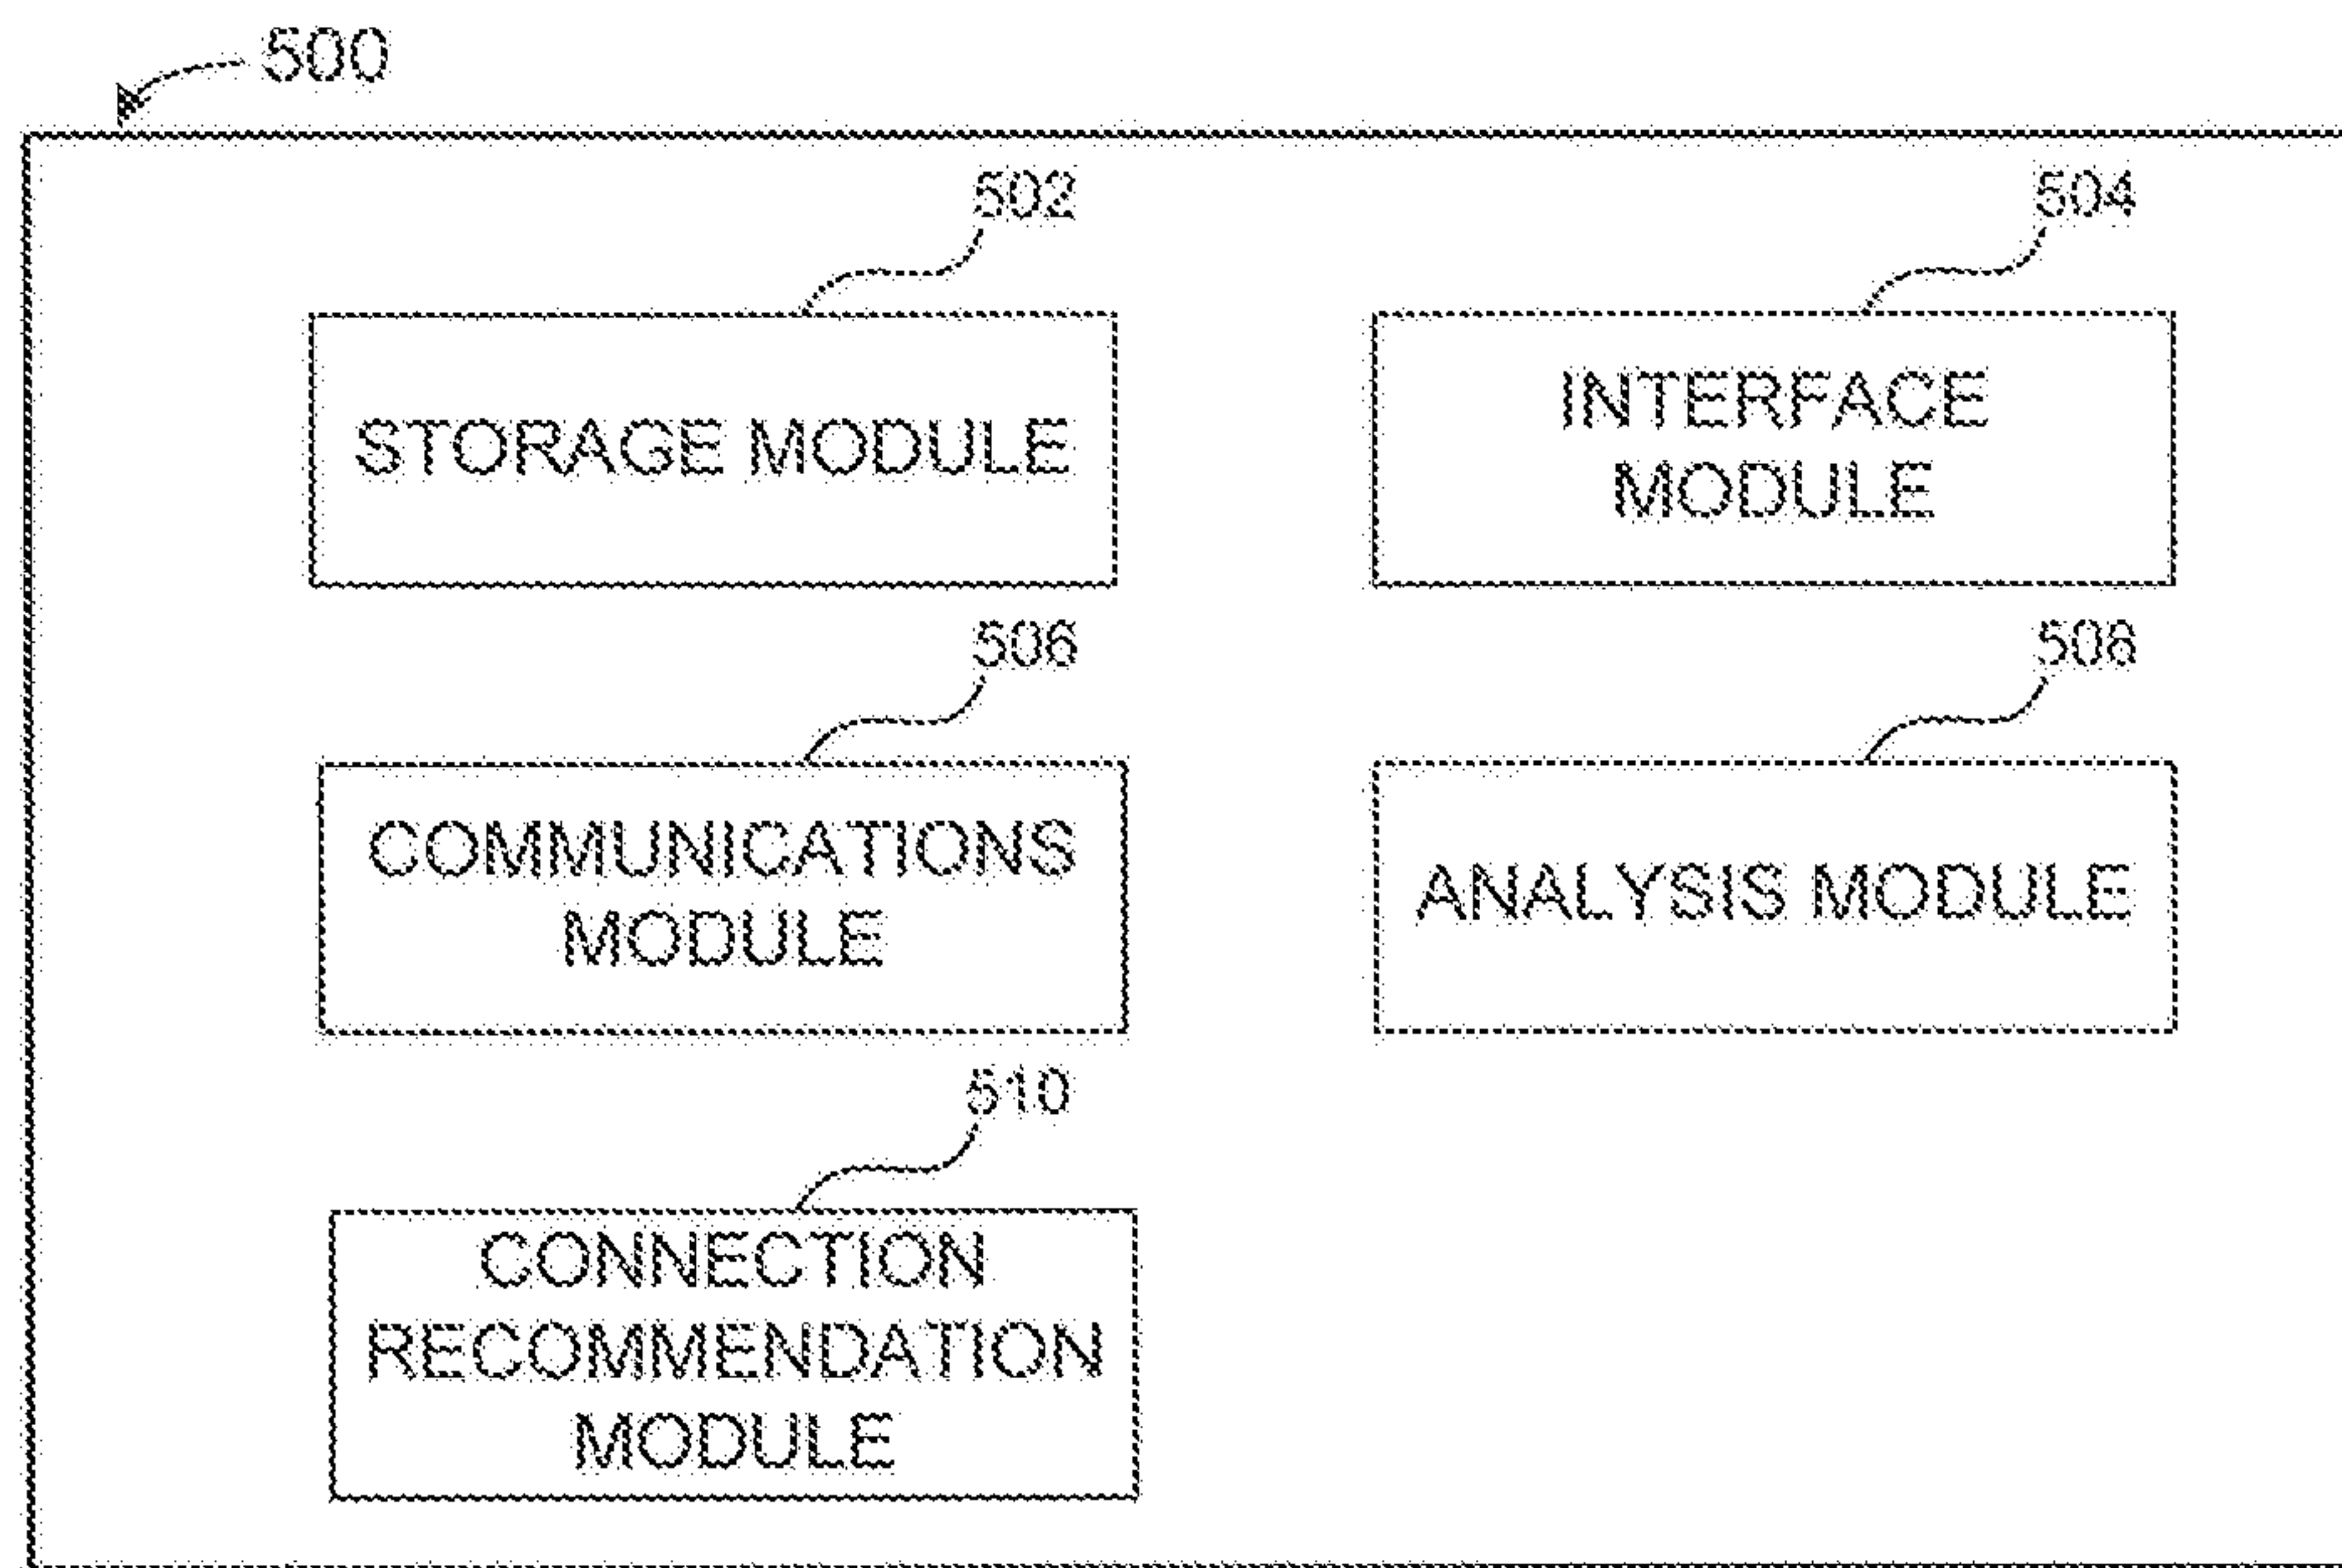 500
502
504
STORAGE MODULE
INTERFACE
MODULE
506
508
COMMUNICATIONS
MODULE
ANALYSIS MODULE
510
CONNECTION
RECOMMENDATION
MODULE